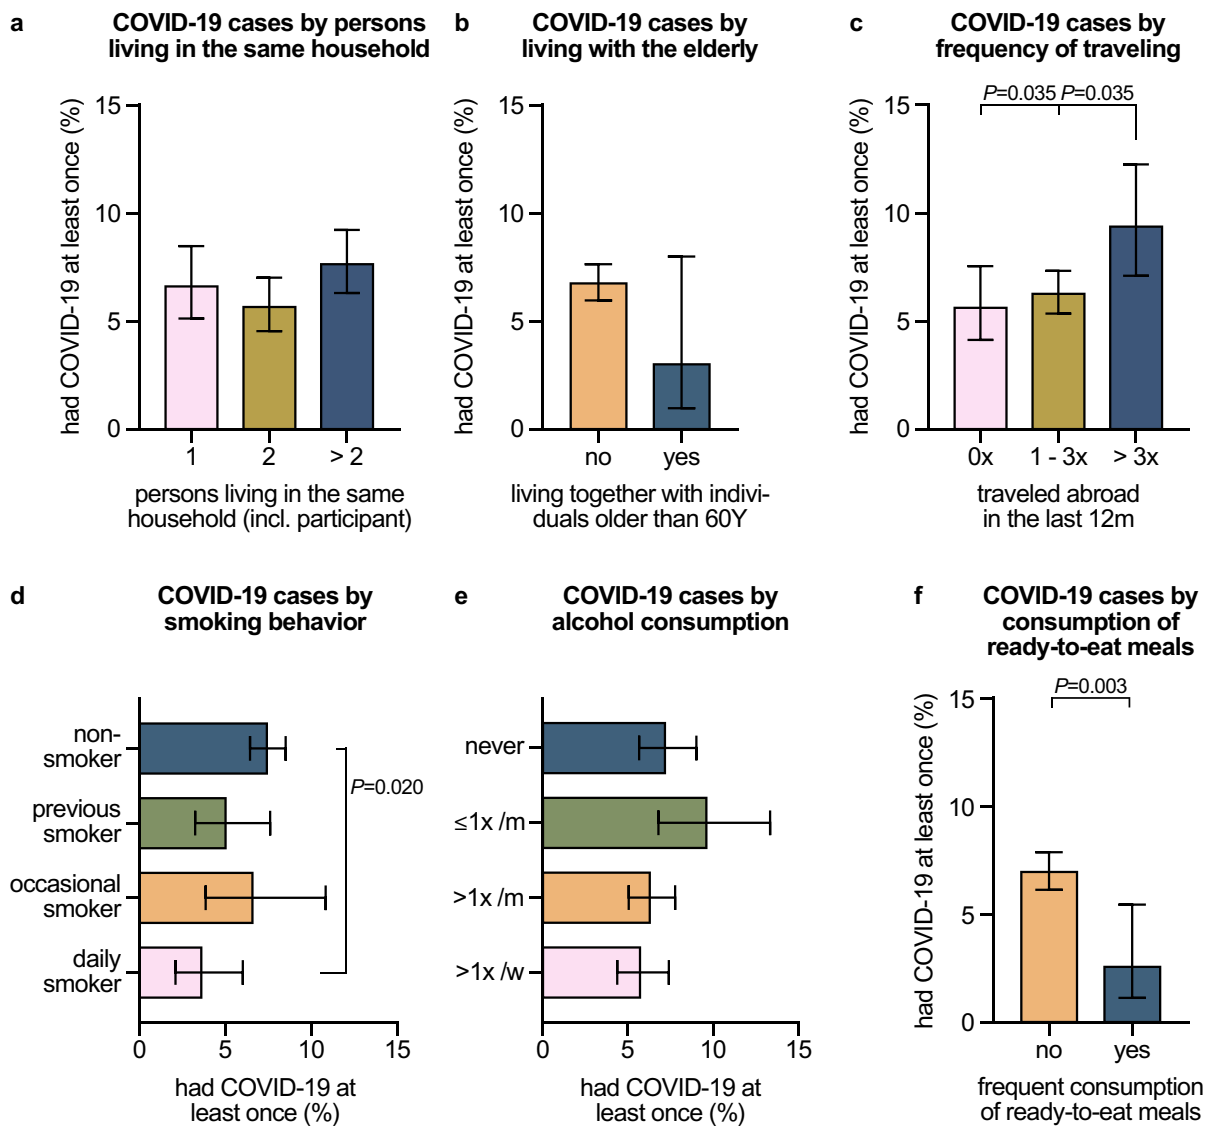 a
COVID-19 cases by persons
living in the same household
had COVID-19 at least once (%)
15
10
5
0
1
2
> 2
persons living in the same
household (incl. participant)
b
COVID-19 cases by
living with the elderly
had COVID-19 at least once (%)
15
10
5
0
no
yes
living together with indivi-
duals older than 60Y
c
COVID-19 cases by
frequency of traveling
had COVID-19 at least once (%)
15
10
5
0
P=0.035
P=0.035
0x
1 - 3x
> 3x
traveled abroad
in the last 12m
d
COVID-19 cases by
smoking behavior
non-
smoker
previous
smoker
occasional
smoker
daily
smoker
P=0.020
0
5
10
15
had COVID-19 at
least once (%)
e
COVID-19 cases by
alcohol consumption
never
≤1x /m
>1x /m
>1x /w
0
5
10
15
had COVID-19 at
least once (%)
f
COVID-19 cases by
consumption of
ready-to-eat meals
had COVID-19 at least once (%)
15
10
5
0
P=0.003
no
yes
frequent consumption
of ready-to-eat meals